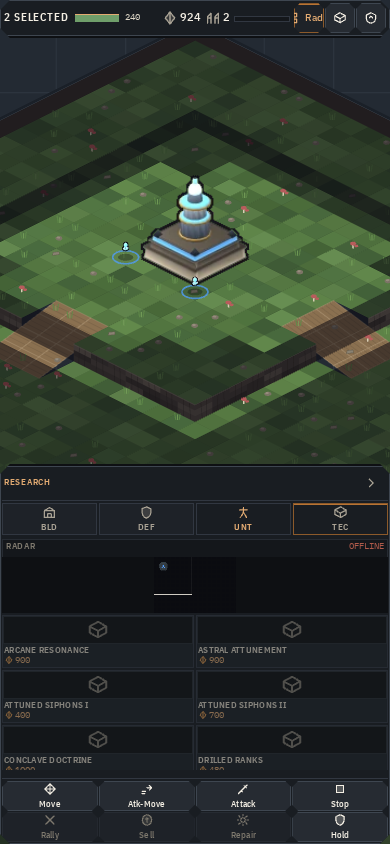 2 SELECTED 240 924 2 Rad
RESEARCH
BLD DEF UNT TEC
RADAR OFFLINE
ARCANE RESONANCE ASTRAL ATTUNEMENT
900 900
ATTUNED SIPHONS I ATTUNED SIPHONS II
400 700
CONCLAVE DOCTRINE DRILLED RANKS
Move Atk-Move Attack Stop
Rally Sell Repair Hold